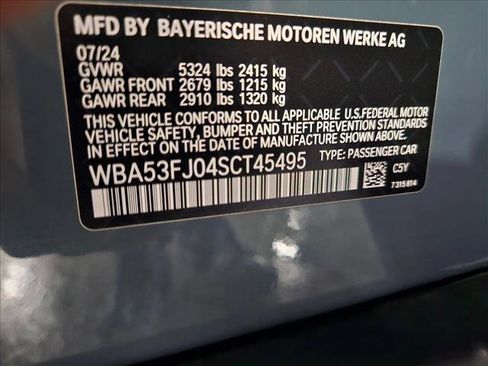 MFD BY BAYERISCHE MOTOREN WERKE AG
07/24
GVWR 5324 lbs 2415 kg
GAWR FRONT 2679 lbs 1215 kg
GAWR REAR 2910 lbs 1320 kg
THIS VEHICLE CONFORMS TO ALL APPLICABLE U.S.FEDERAL MOTOR
VEHICLE SAFETY, BUMPER, AND THEFT PREVENTION STANDARDS
IN EFFECT ON THE DATE OF MANUFACTURE SHOWN ABOVE.
WBA53FJ04SCT45495 TYPE: PASSENGER CAR
C5Y
7315814